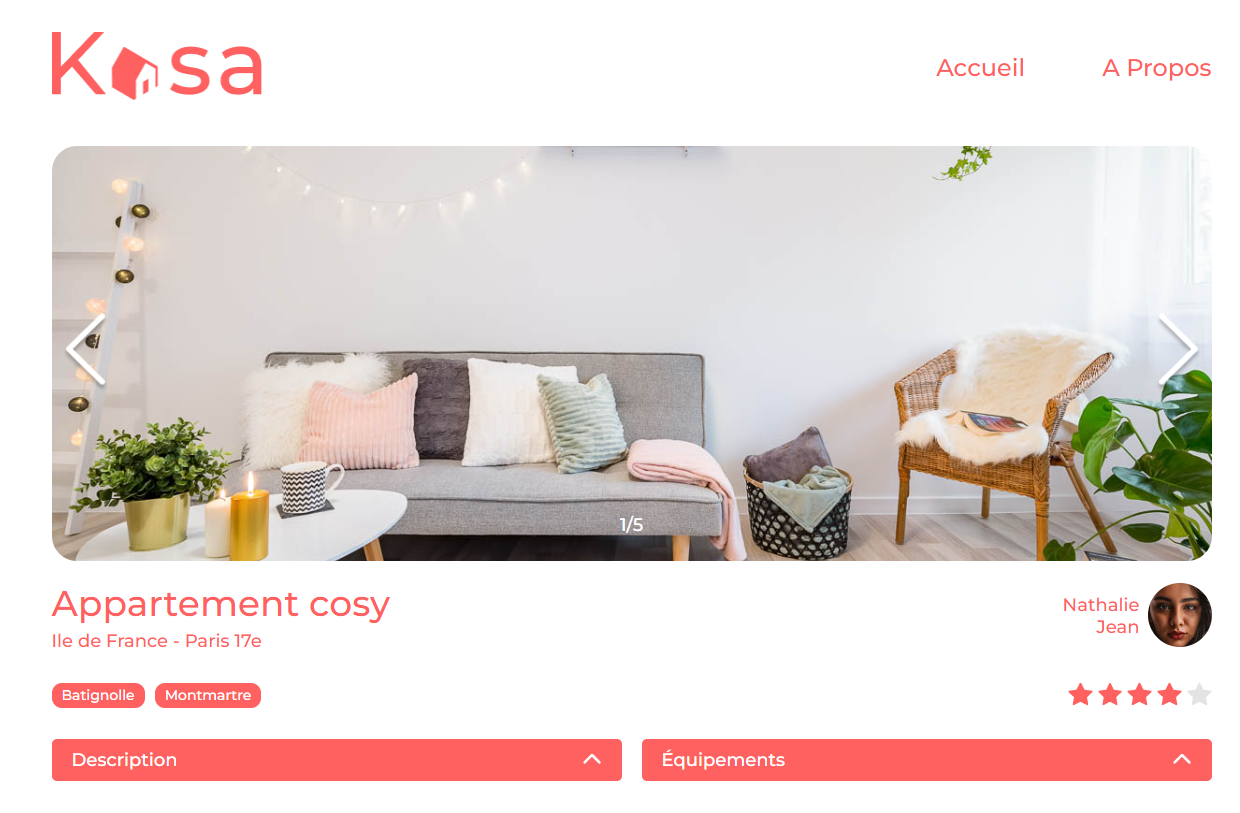 Kasa
Accueil
A Propos
1/5
Appartement cosy
Ile de France - Paris 17e
Nathalie
Jean
Batignolle
Montmartre
Description
Équipements